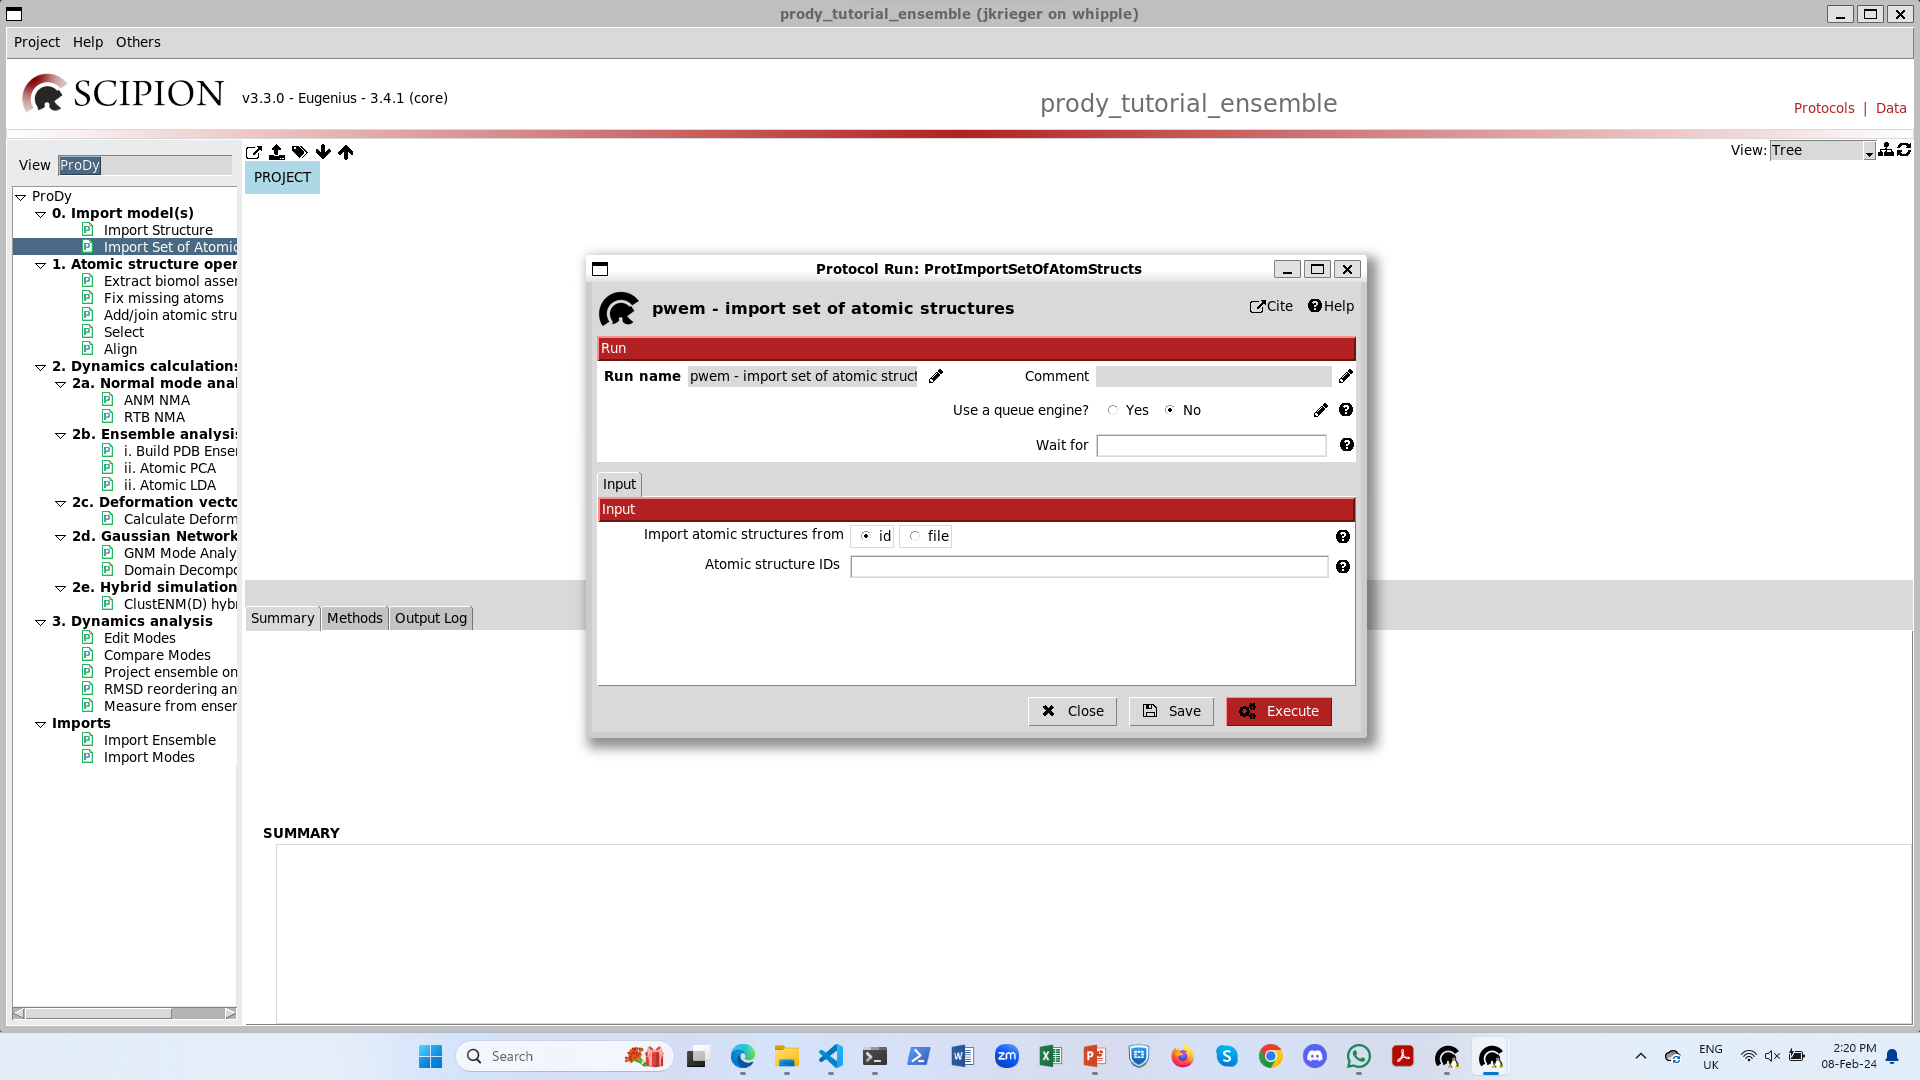 prody_tutorial_ensemble (jkrieger on whipple)
Project Help Others
SCIPION v3.3.0 - Eugenius - 3.4.1 (core)
prody_tutorial_ensemble
Protocols | Data
View ProDy
View: Tree
PROJECT
ProDy
0. Import model(s)
Import Structure
Import Set of Atomic
1. Atomic structure oper
Extract biomol asser
Fix missing atoms
Add/join atomic stru
Select
Align
2. Dynamics calculations
2a. Normal mode anal
ANM NMA
RTB NMA
2b. Ensemble analysis
i. Build PDB Enser
ii. Atomic PCA
ii. Atomic LDA
2c. Deformation vecto
Calculate Deform
2d. Gaussian Network
GNM Mode Analy
Domain Decompo
2e. Hybrid simulation
ClustENM(D) hybr
3. Dynamics analysis
Edit Modes
Compare Modes
Project ensemble on
RMSD reordering an
Measure from enser
Imports
Import Ensemble
Import Modes
Protocol Run: ProtImportSetOfAtomStructs
pwem - import set of atomic structures
Cite Help
Run
Run name pwem - import set of atomic struct
Comment
Use a queue engine? Yes No
Wait for
Input
Input
Import atomic structures from id file
Atomic structure IDs
Close Save Execute
Summary Methods Output Log
SUMMARY
Search
ENG
UK
2:20 PM
08-Feb-24